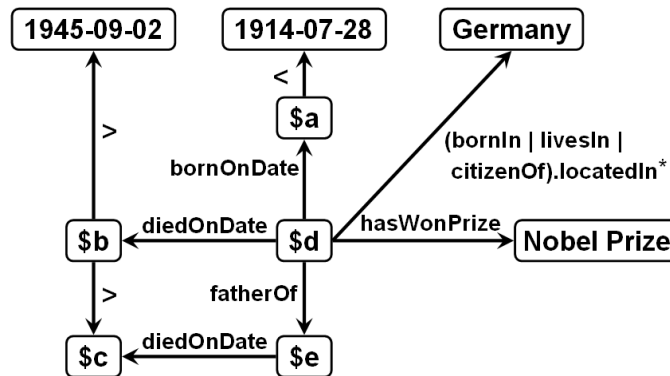 1945-09-02
1914-07-28
Germany
<
$a
>
(bornIn | livesIn |
citizenOf).locatedIn*
bornOnDate
$b
diedOnDate
$d
hasWonPrize
Nobel Prize
>
fatherOf
$c
diedOnDate
$e